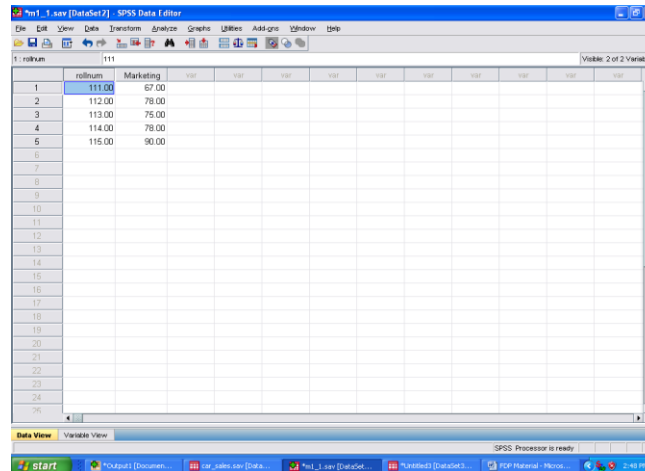 *m1_1.sav [DataSet2] - SPSS Data Editor
File Edit View Data Transform Analyze Graphs Utilities Add-ons Window Help
1 : rollnum 111 Visible: 2 of 2 Variab
rollnum Marketing var var var var var var var var
1 111.00 67.00
2 112.00 78.00
3 113.00 75.00
4 114.00 78.00
5 115.00 90.00
6
7
8
9
10
11
12
13
14
15
16
17
18
19
20
21
22
23
24
25
Data View Variable View
SPSS Processor is ready
start *Output1 [Documen... car_sales.sav [Data... *m1_1.sav [DataSet... *Untitled3 [DataSet3... FDP Material - Micros... 2:48 PM